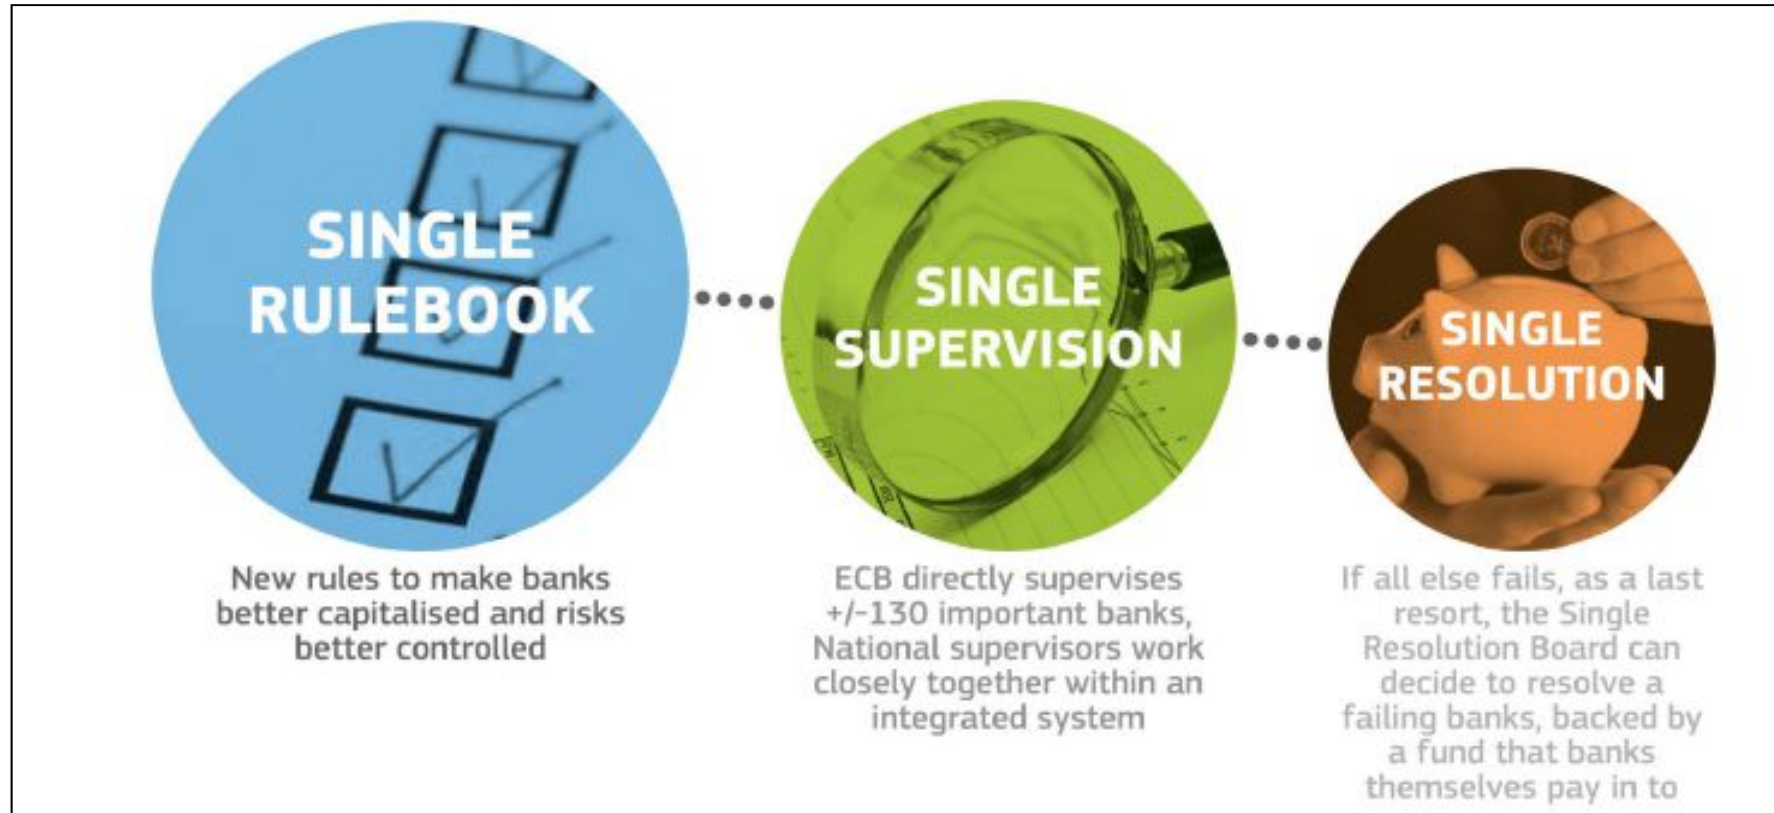 SINGLE
RULEBOOK
New rules to make banks
better capitalised and risks
better controlled
SINGLE
SUPERVISION
ECB directly supervises
+/-130 important banks,
National supervisors work
closely together within an
integrated system
SINGLE
RESOLUTION
If all else fails, as a last
resort, the Single
Resolution Board can
decide to resolve a
failing banks, backed by
a fund that banks
themselves pay in to